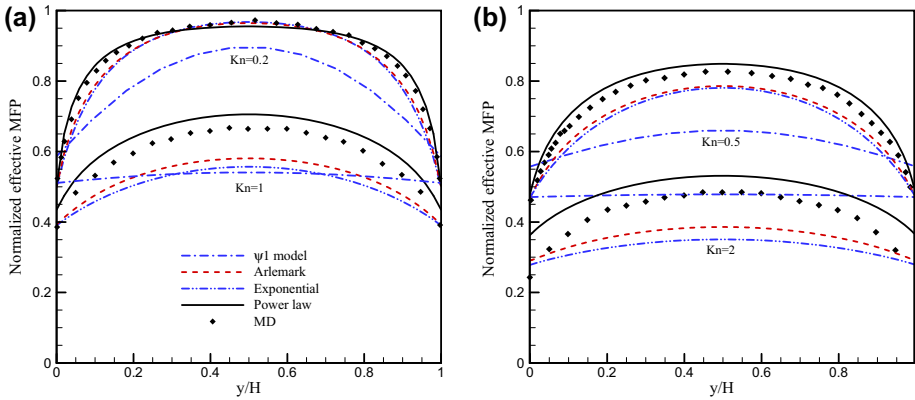 (a)
Normalized effective MFP
1
0.8
0.6
0.4
0.2
0
0
0.2
0.4
0.6
0.8
1
y/H
Kn=0.2
Kn=1
ψ1 model
Arlemark
Exponential
Power law
MD
(b)
Normalized effective MFP
1
0.8
0.6
0.4
0.2
0
0
0.2
0.4
0.6
0.8
y/H
Kn=0.5
Kn=2